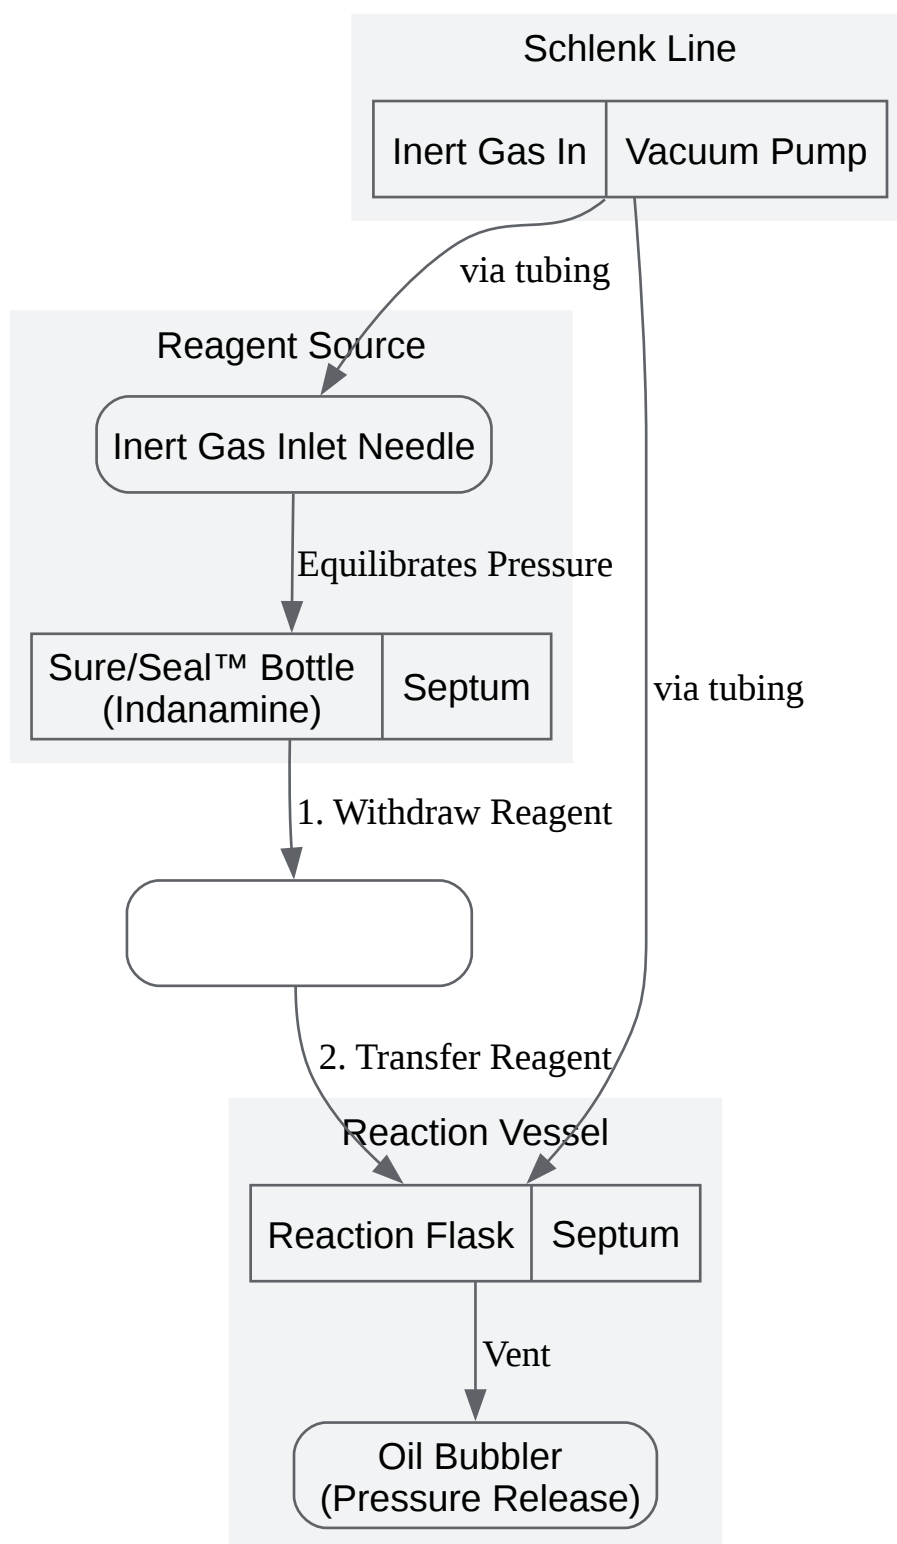 Schlenk Line
Inert Gas In
Vacuum Pump
via tubing
Reagent Source
Inert Gas Inlet Needle
Equilibrates Pressure
Sure/Seal™ Bottle
(Indanamine)
Septum
via tubing
1. Withdraw Reagent
2. Transfer Reagent
Reaction Vessel
Reaction Flask
Septum
Vent
Oil Bubbler
(Pressure Release)